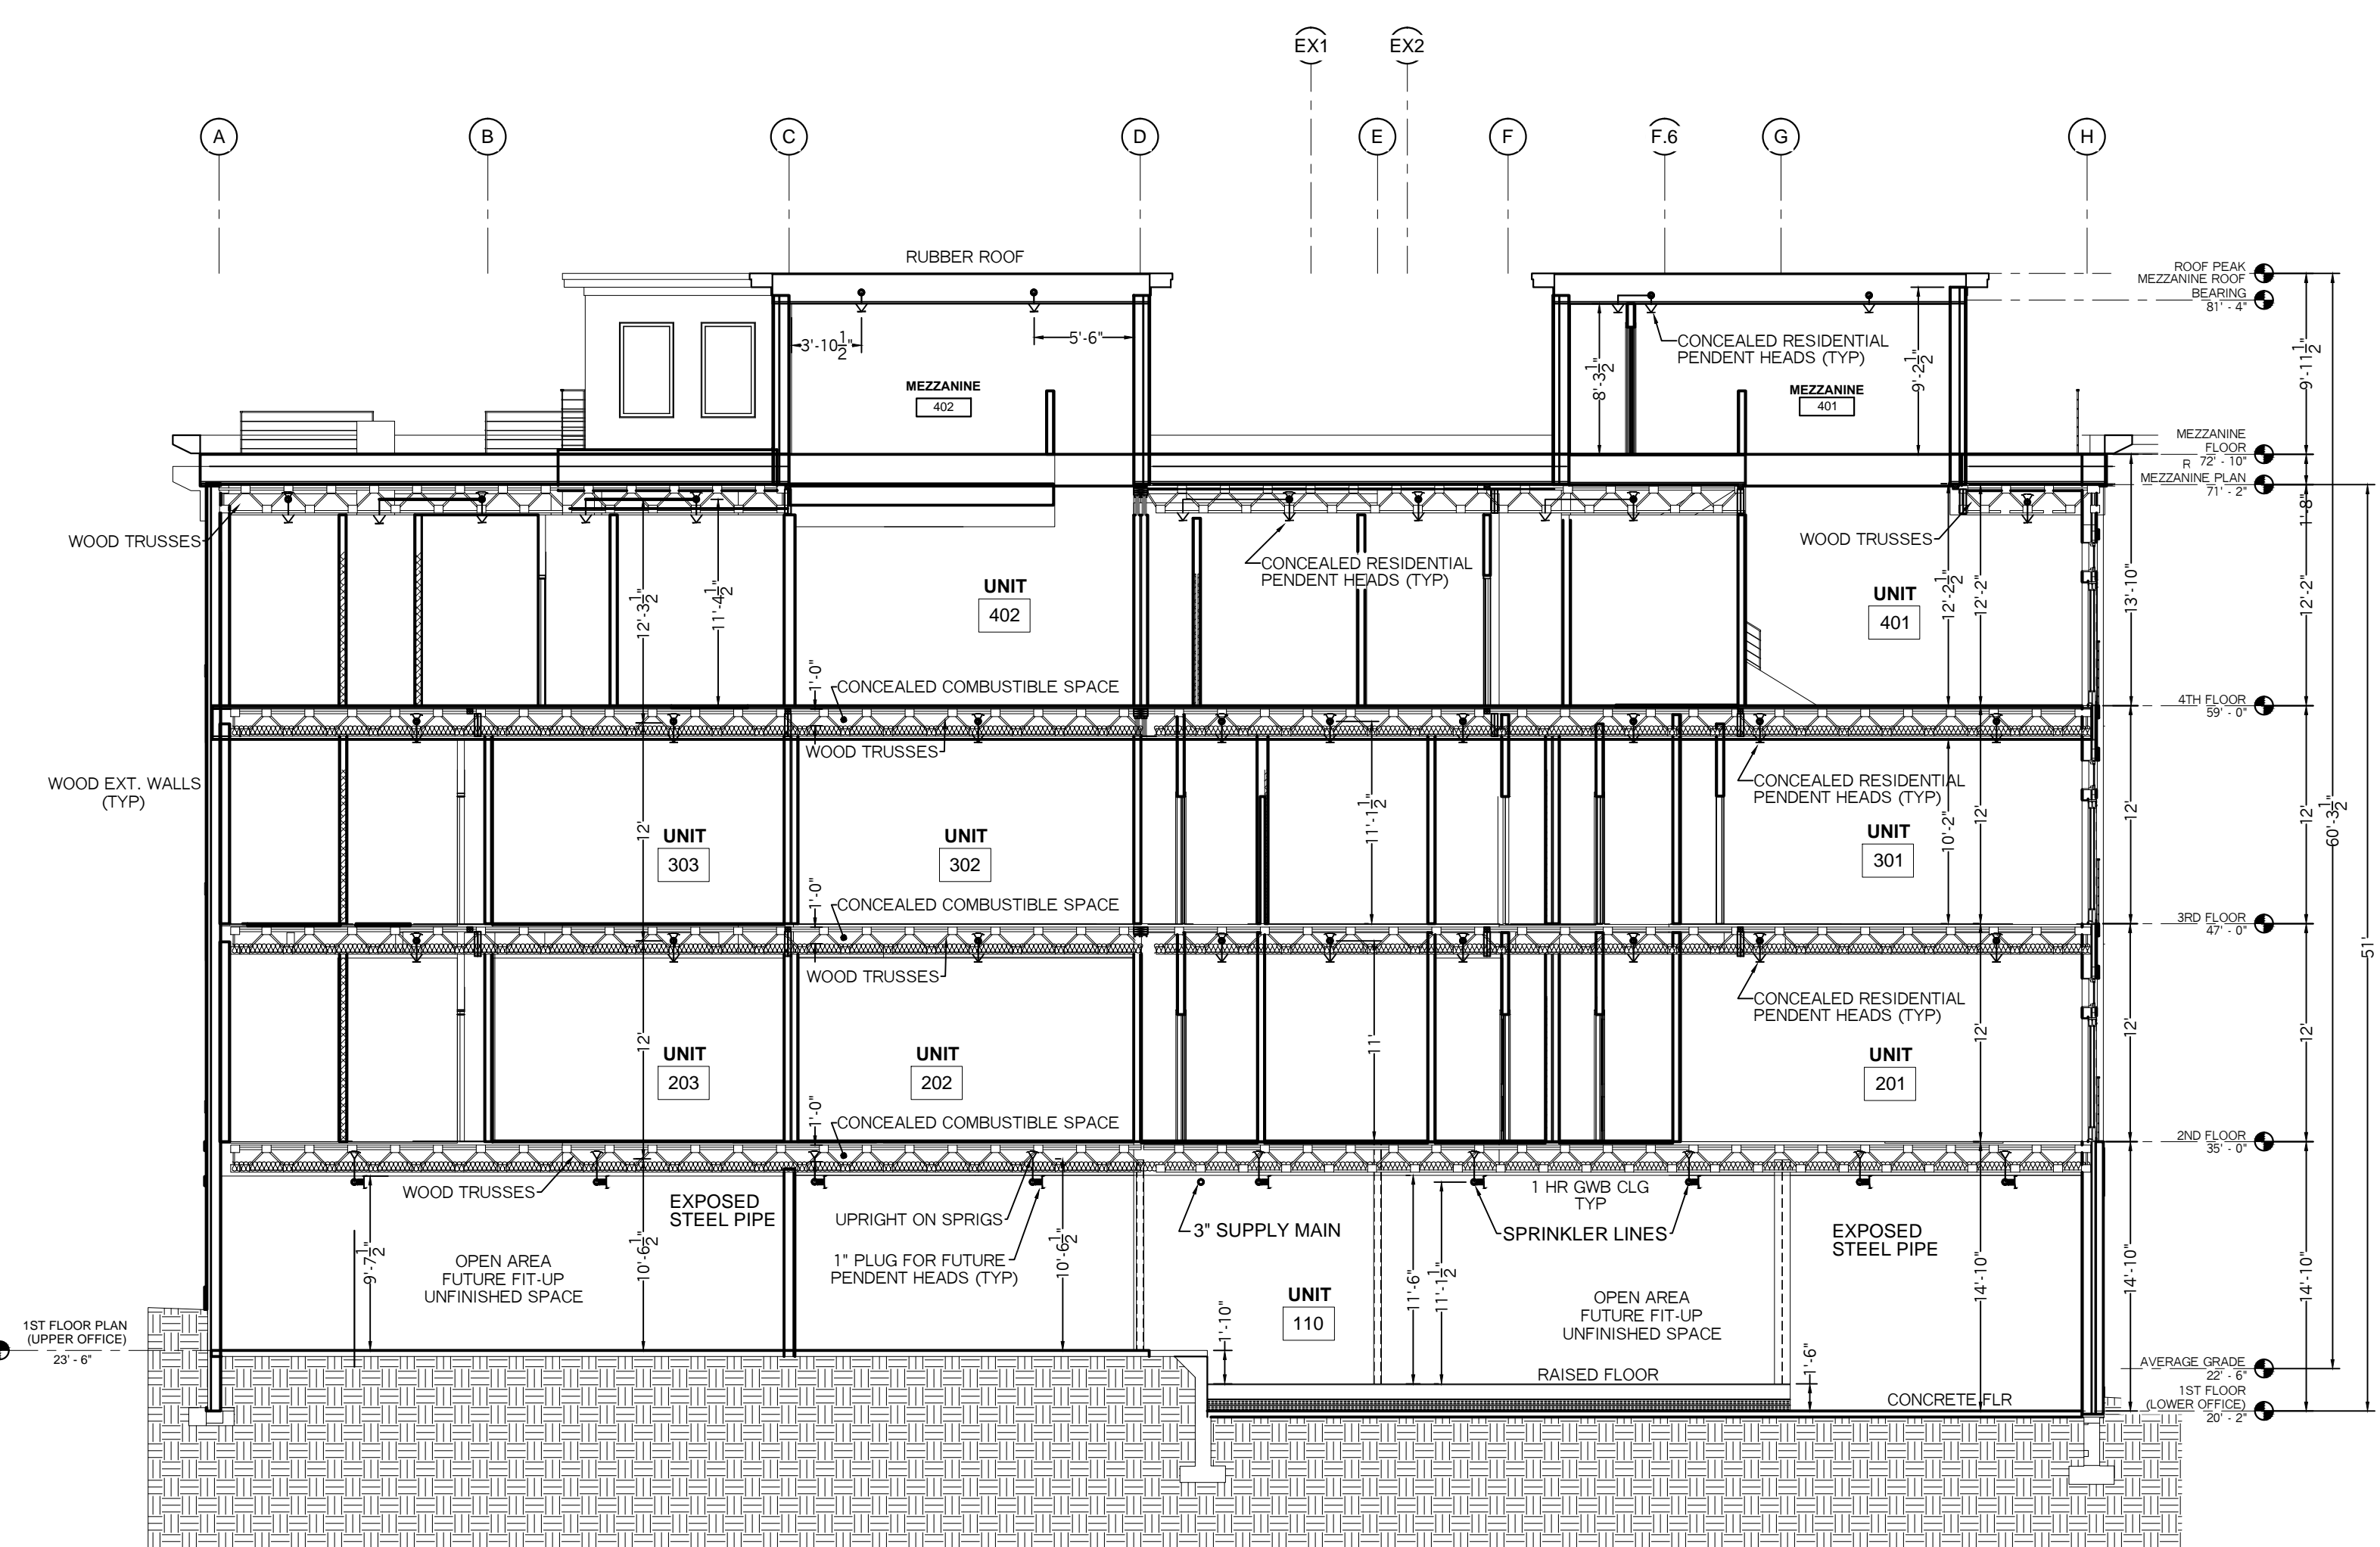 EX1
EX2
A
B
C
D
E
F
F.6
G
H
RUBBER ROOF
ROOF PEAK
MEZZANINE ROOF
BEARING
81' - 4"
CONCEALED RESIDENTIAL
PENDENT HEADS (TYP)
3'-10 1/2"
5'-6"
8'-3 1/2"
9'-2 1/2"
9'-11 1/2"
MEZZANINE
402
MEZZANINE
401
MEZZANINE
FLOOR
R 72' - 10"
MEZZANINE PLAN
71' - 2"
1'-8"
WOOD TRUSSES
WOOD TRUSSES
CONCEALED RESIDENTIAL
PENDENT HEADS (TYP)
12'-3 1/2"
11'-4 1/2"
UNIT
402
UNIT
401
12'-2 1/2"
12'-2"
13'-10"
12'-2"
1'-0"
CONCEALED COMBUSTIBLE SPACE
4TH FLOOR
59' - 0"
WOOD TRUSSES
WOOD EXT. WALLS
(TYP)
CONCEALED RESIDENTIAL
PENDENT HEADS (TYP)
12'
11'-1 1/2"
10'-2"
12'
12'
12'
60'-3 1/2"
UNIT
303
UNIT
302
UNIT
301
1'-0"
CONCEALED COMBUSTIBLE SPACE
3RD FLOOR
47' - 0"
51'
WOOD TRUSSES
CONCEALED RESIDENTIAL
PENDENT HEADS (TYP)
12'
11'
12'
12'
12'
UNIT
203
UNIT
202
UNIT
201
1'-0"
CONCEALED COMBUSTIBLE SPACE
2ND FLOOR
35' - 0"
WOOD TRUSSES
EXPOSED
STEEL PIPE
UPRIGHT ON SPRIGS
3" SUPPLY MAIN
1 HR GWB CLG
TYP
SPRINKLER LINES
EXPOSED
STEEL PIPE
1" PLUG FOR FUTURE
PENDENT HEADS (TYP)
9'-7 1/2"
10'-6 1/2"
10'-6 1/2"
11'-6"
11'-1 1/2"
14'-10"
14'-10"
14'-10"
OPEN AREA
FUTURE FIT-UP
UNFINISHED SPACE
UNIT
110
OPEN AREA
FUTURE FIT-UP
UNFINISHED SPACE
1'-10"
1'-6"
1ST FLOOR PLAN
(UPPER OFFICE)
23' - 6"
RAISED FLOOR
CONCRETE FLR
AVERAGE GRADE
22' - 6"
1ST FLOOR
(LOWER OFFICE)
20' - 2"